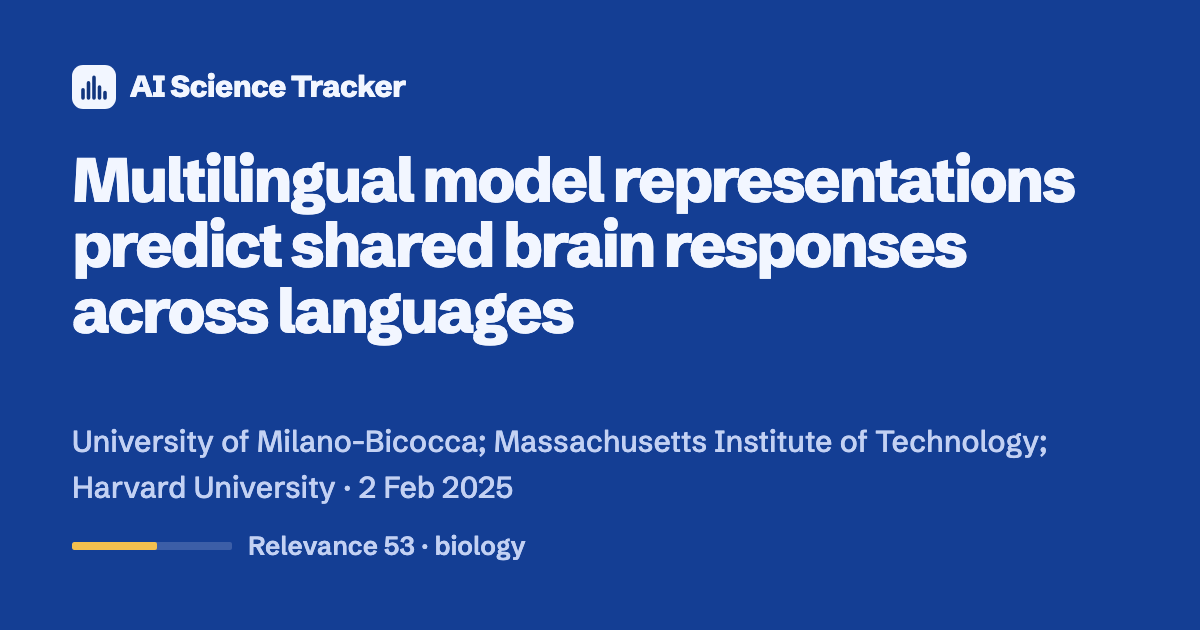 AI Science Tracker
Multilingual model representations
predict shared brain responses
across languages
University of Milano-Bicocca; Massachusetts Institute of Technology;
Harvard University · 2 Feb 2025
Relevance 53 · biology